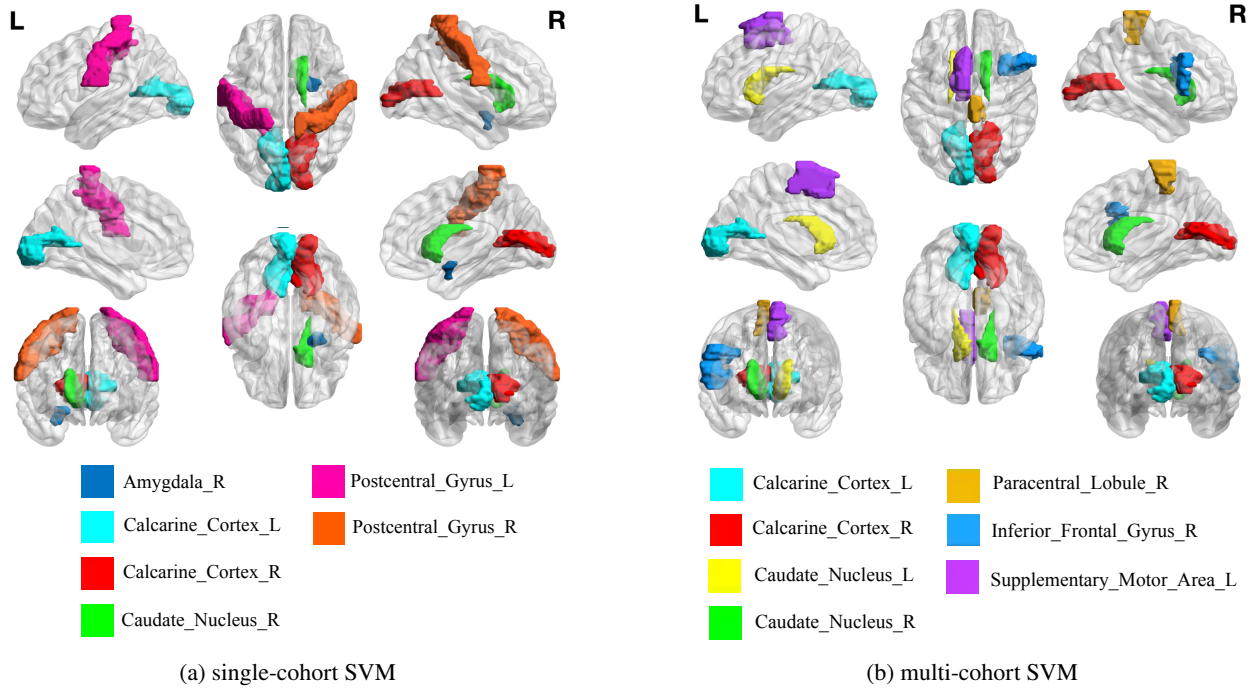 L
R
L
R
Amygdala_R
Calcarine_Cortex_L
Calcarine_Cortex_R
Caudate_Nucleus_R
Postcentral_Gyrus_L
Postcentral_Gyrus_R
Calcarine_Cortex_L
Calcarine_Cortex_R
Caudate_Nucleus_L
Caudate_Nucleus_R
Paracentral_Lobule_R
Inferior_Frontal_Gyrus_R
Supplementary_Motor_Area_L
(a) single-cohort SVM
(b) multi-cohort SVM